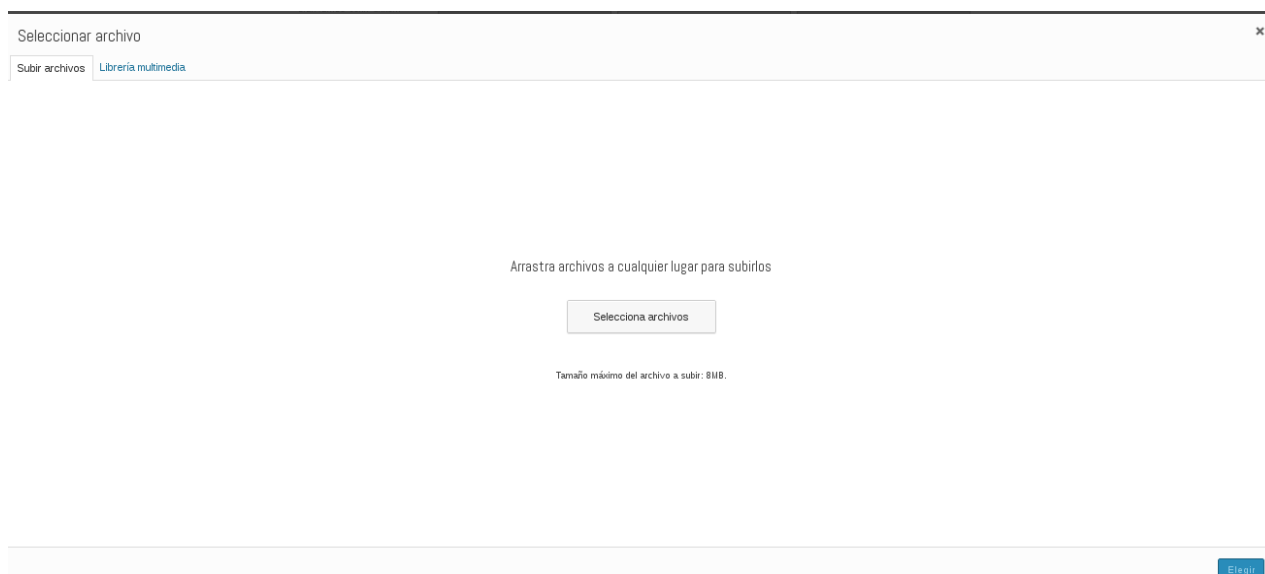 Seleccionar archivo
Subir archivos Librería multimedia
Arrastra archivos a cualquier lugar para subirlos
Selecciona archivos
Tamaño máximo del archivo a subir: 8MB.
Elegir